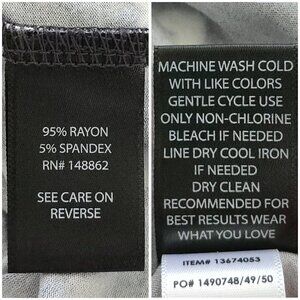 95% RAYON
5% SPANDEX
RN# 148862
SEE CARE ON
REVERSE
MACHINE WASH COLD
WITH LIKE COLORS
GENTLE CYCLE USE
ONLY NON-CHLORINE
BLEACH IF NEEDED
LINE DRY COOL IRON
IF NEEDED
DRY CLEAN
RECOMMENDED FOR
BEST RESULTS WEAR
WHAT YOU LOVE
ITEM# 13674053
PO# 1490748/49/50